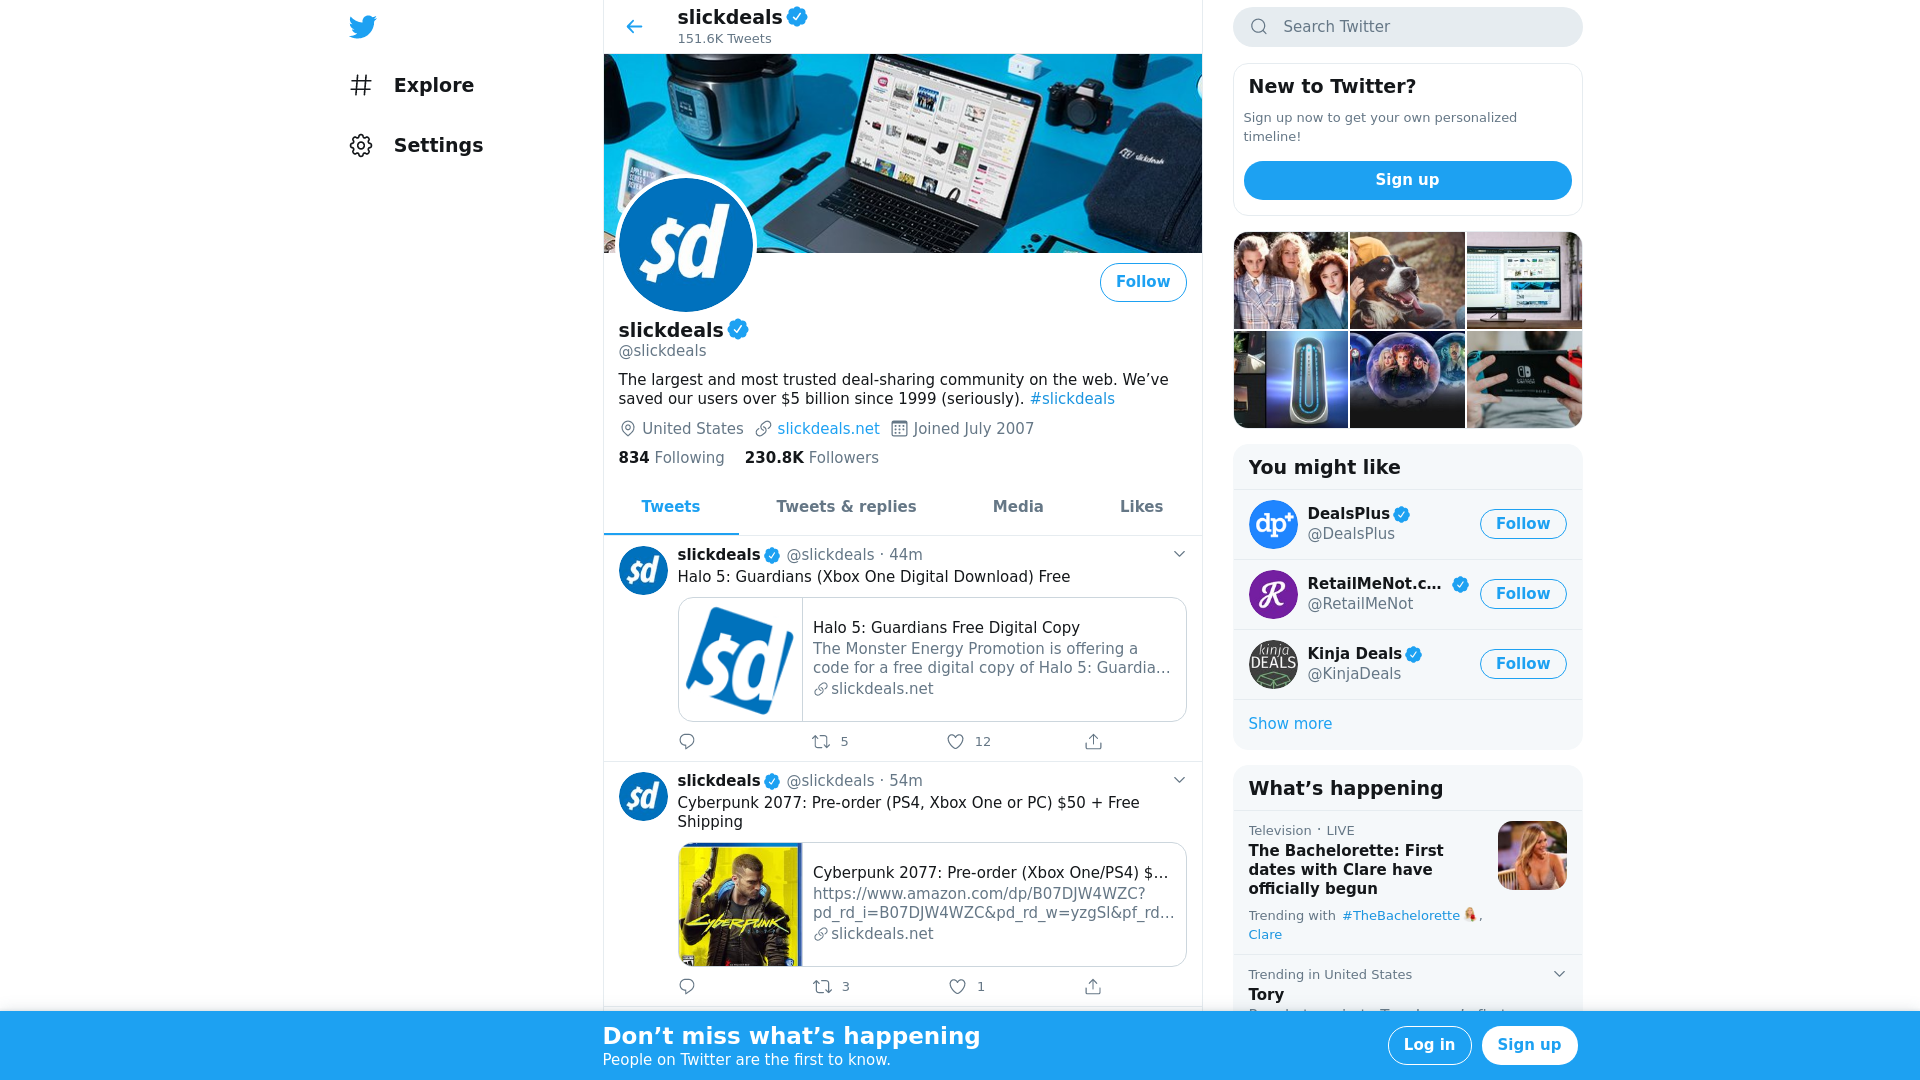 Explore
Settings
slickdeals
151.6K Tweets
slickdeals
$d
Follow
slickdeals
@slickdeals
The largest and most trusted deal-sharing community on the web. We’ve
saved our users over $5 billion since 1999 (seriously). #slickdeals
United States slickdeals.net Joined July 2007
834 Following 230.8K Followers
Tweets Tweets & replies Media Likes
$d
slickdeals @slickdeals · 44m
Halo 5: Guardians (Xbox One Digital Download) Free
$d
Halo 5: Guardians Free Digital Copy
The Monster Energy Promotion is offering a
code for a free digital copy of Halo 5: Guardia...
slickdeals.net
5 12
$d
slickdeals @slickdeals · 54m
Cyberpunk 2077: Pre-order (PS4, Xbox One or PC) $50 + Free
Shipping
Cyberpunk
Cyberpunk 2077: Pre-order (Xbox One/PS4) $...
https://www.amazon.com/dp/B07DJW4WZC?
pd_rd_i=B07DJW4WZC&pd_rd_w=yzgSl&pf_rd...
slickdeals.net
3 1
Search Twitter
New to Twitter?
Sign up now to get your own personalized
timeline!
Sign up
You might like
dp+
DealsPlus
@DealsPlus
Follow
R
RetailMeNot.c...
@RetailMeNot
Follow
kinja
DEALS
Kinja Deals
@KinjaDeals
Follow
Show more
What’s happening
Television · LIVE
The Bachelorette: First
dates with Clare have
officially begun
Trending with #TheBachelorette ,
Clare
Trending in United States
Tory
Don’t miss what’s happening
People on Twitter are the first to know.
Log in
Sign up